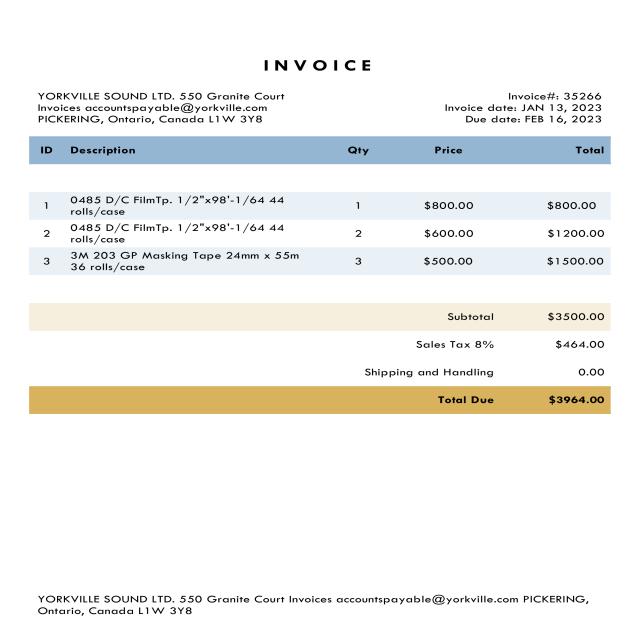 INVOICE
YORKVILLE SOUND LTD. 550 Granite Court
Invoices accountspayable@yorkville.com
PICKERING, Ontario, Canada L1W 3Y8
Invoice#: 35266
Invoice date: JAN 13, 2023
Due date: FEB 16, 2023
ID Description Qty Price Total
1 0485 D/C FilmTp. 1/2"x98'-1/64 44 rolls/case 1 $800.00 $800.00
2 0485 D/C FilmTp. 1/2"x98'-1/64 44 rolls/case 2 $600.00 $1200.00
3 3M 203 GP Masking Tape 24mm x 55m 36 rolls/case 3 $500.00 $1500.00
Subtotal $3500.00
Sales Tax 8% $464.00
Shipping and Handling 0.00
Total Due $3964.00
YORKVILLE SOUND LTD. 550 Granite Court Invoices accountspayable@yorkville.com PICKERING,
Ontario, Canada L1W 3Y8